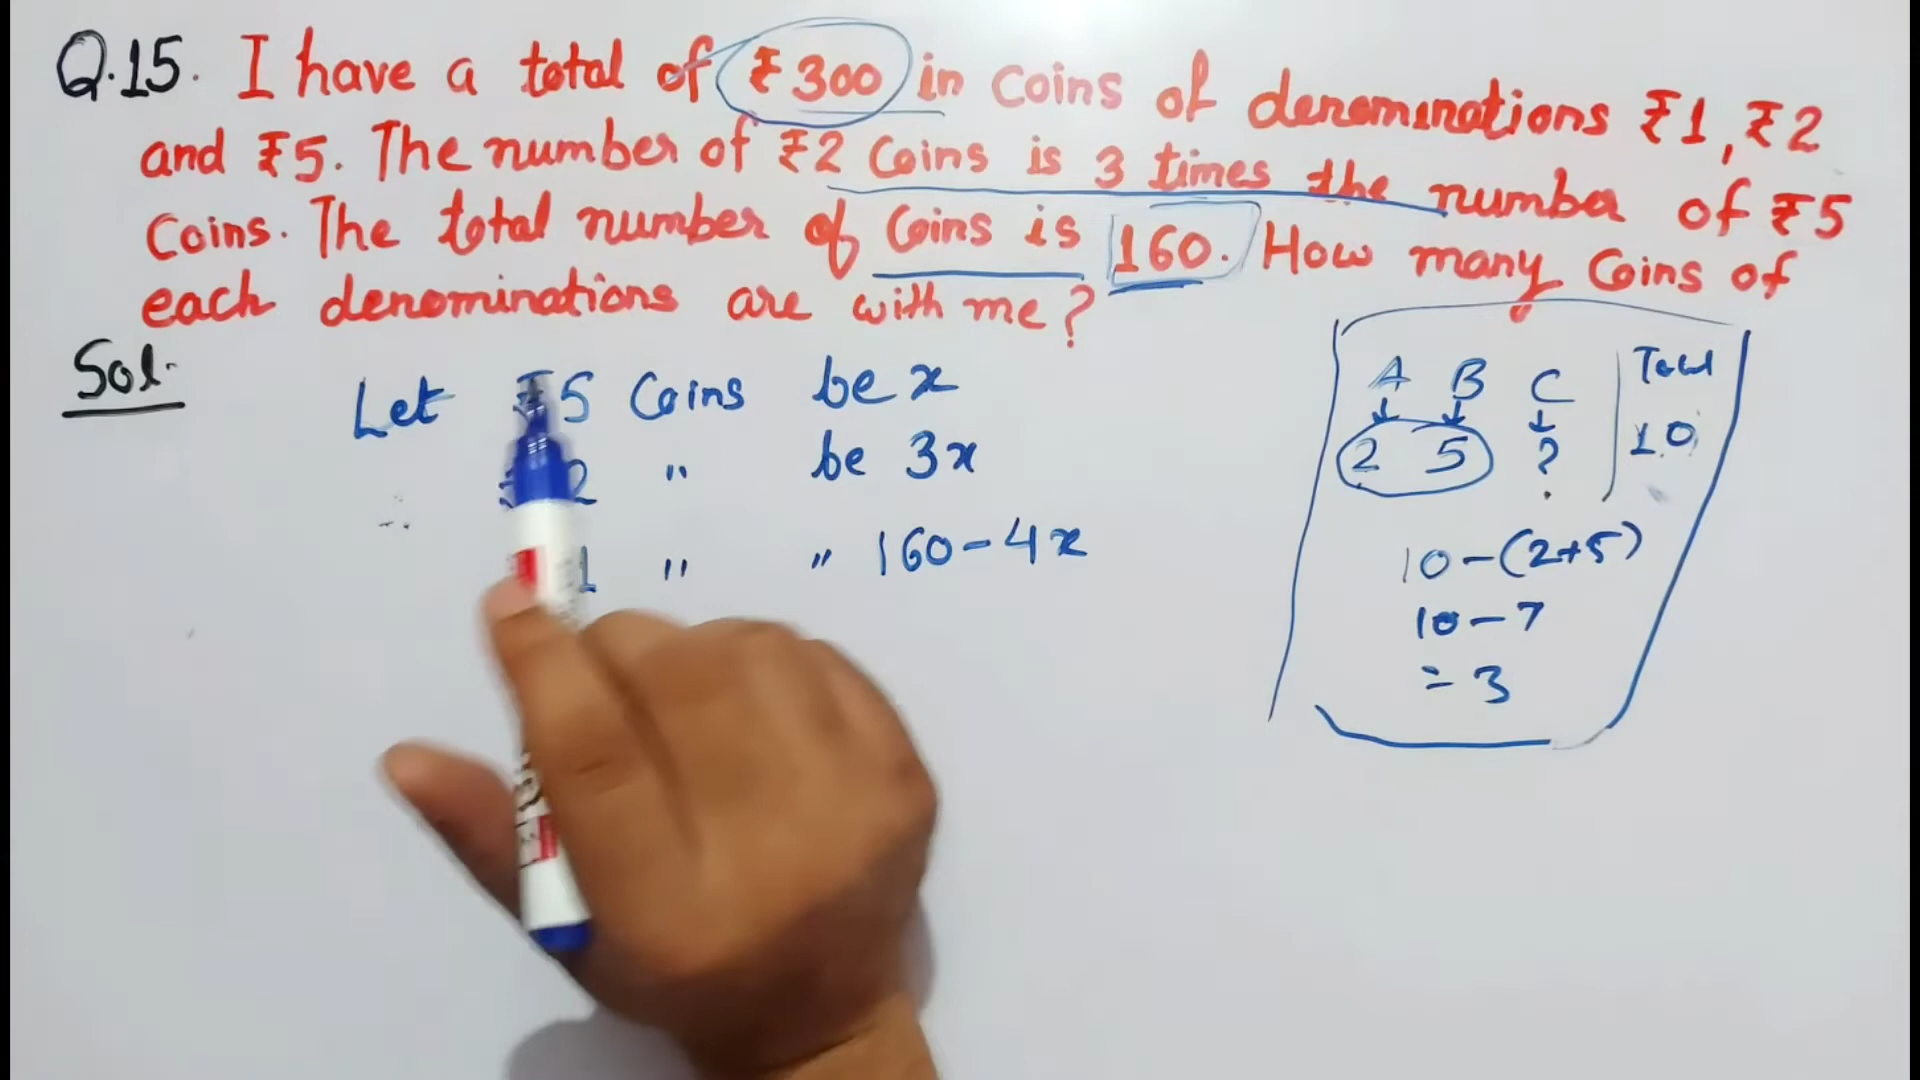 Q.15. I have a total of ₹300 in coins of denominations ₹1, ₹2
and ₹5. The number of ₹2 Coins is 3 times the number of ₹5
Coins. The total number of Coins is 160. How many Coins of
each denominations are with me?
Sol.
Let ₹5 Coins be x
2 " be 3x
1 " " 160-4x
A B C Total
2 5 ? 10
10-(2+5)
10-7
= 3